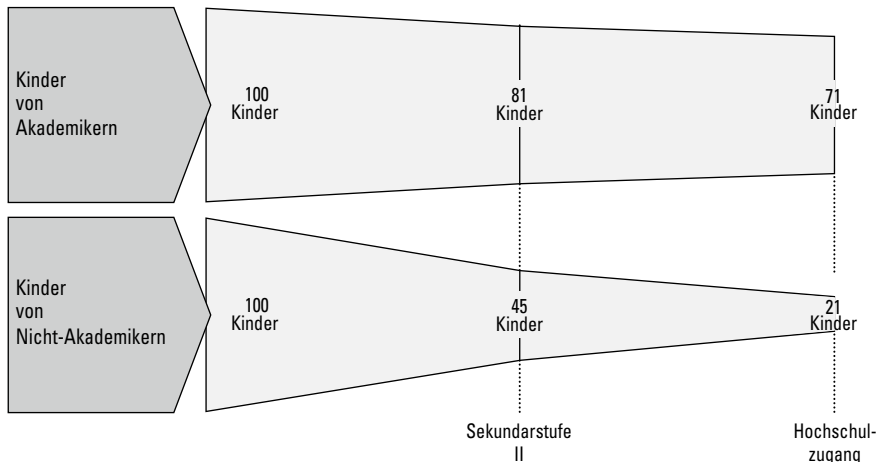 Kinder
von
Akademikern
100
Kinder
81
Kinder
71
Kinder
Kinder
von
Nicht-Akademikern
100
Kinder
45
Kinder
21
Kinder
Sekundarstufe
II
Hochschul-
zugang